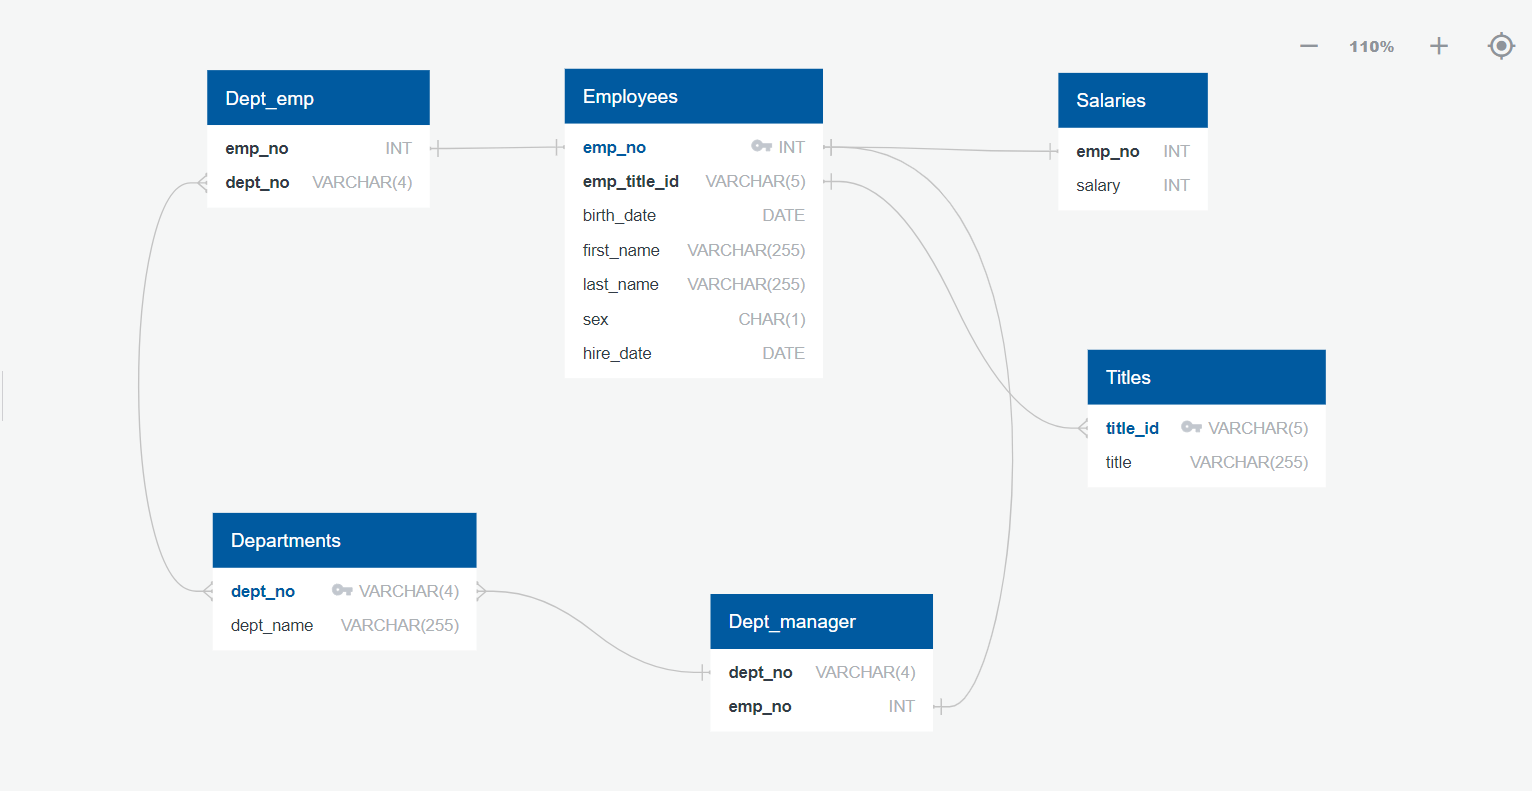 110%
Dept_emp
emp_no INT
dept_no VARCHAR(4)
Employees
emp_no INT
emp_title_id VARCHAR(5)
birth_date DATE
first_name VARCHAR(255)
last_name VARCHAR(255)
sex CHAR(1)
hire_date DATE
Salaries
emp_no INT
salary INT
Titles
title_id VARCHAR(5)
title VARCHAR(255)
Departments
dept_no VARCHAR(4)
dept_name VARCHAR(255)
Dept_manager
dept_no VARCHAR(4)
emp_no INT